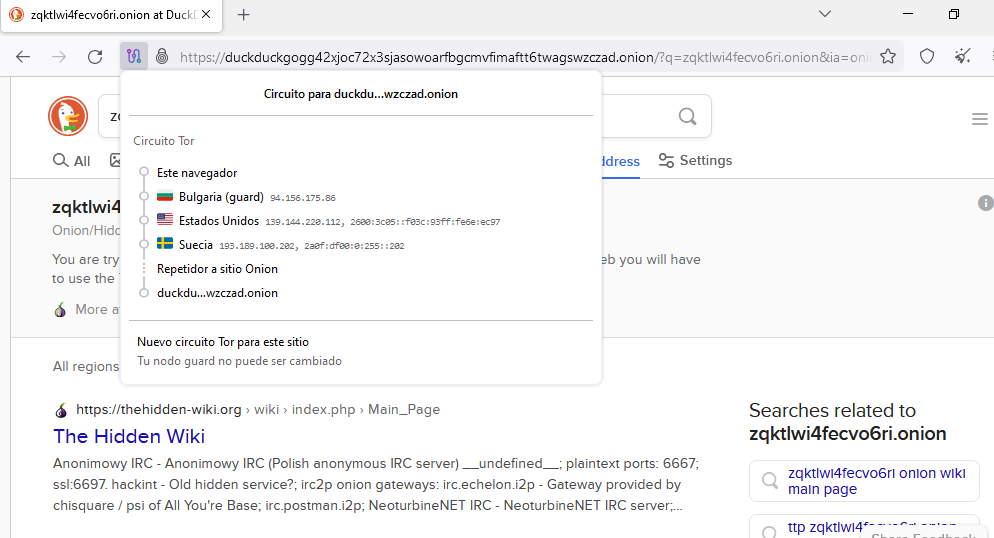 zqktlwi4fecvo6ri.onion at DuckD
https://duckduckgogg42xjoc72x3sjasowoarfbgcmvfimaftt6twagswzczad.onion/?q=zqktlwi4fecvo6ri.onion&ia=onio
Circuito para duckdu...wzczad.onion
Circuito Tor
Este navegador
Bulgaria (guard) 94.156.175.86
Estados Unidos 139.144.220.112, 2600:3c05::f03c:93ff:fe6e:ec97
Suecia 193.189.100.202, 2a0f:df00:0:255::202
Repetidor a sitio Onion
duckdu...wzczad.onion
Nuevo circuito Tor para este sitio
Tu nodo guard no puede ser cambiado
zq
All
ddress
Settings
zqktlwi4
Onion/Hidd
You are try
eb you will have
to use the
More a
All regions
https://thehidden-wiki.org › wiki › index.php › Main_Page
The Hidden Wiki
Anonimowy IRC - Anonimowy IRC (Polish anonymous IRC server) __undefined__; plaintext ports: 6667;
ssl:6697. hackint - Old hidden service?; irc2p onion gateways: irc.echelon.i2p - Gateway provided by
chisquare / psi of All You're Base; irc.postman.i2p; NeoturbineNET IRC - NeoturbineNET IRC server;...
Searches related to
zqktlwi4fecvo6ri.onion
zqktlwi4fecvo6ri onion wiki
main page
ttp zqktlwi4fecvo6ri.onion
Share Feedback